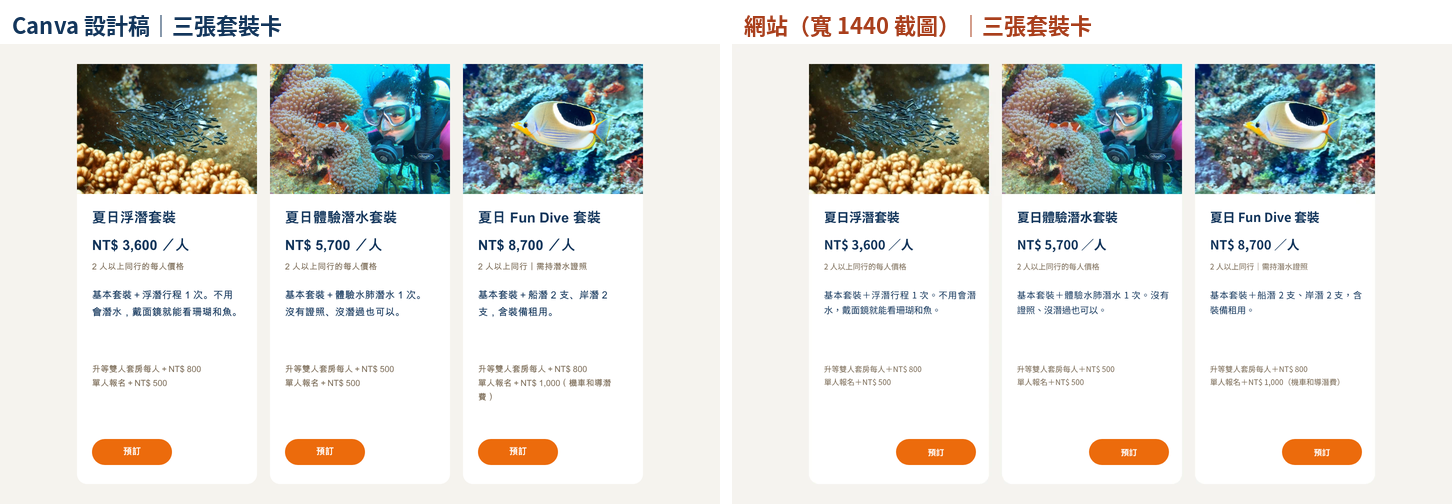 Canva 設計稿｜三張套裝卡
夏日浮潛套裝
NT$ 3,600 ／人
2 人以上同行的每人價格
基本套裝＋浮潛行程 1 次。不用
會潛水，戴面鏡就能看珊瑚和魚。
升等雙人套房每人＋NT$ 800
單人報名＋NT$ 500
預訂
夏日體驗潛水套裝
NT$ 5,700 ／人
2 人以上同行的每人價格
基本套裝＋體驗水肺潛水 1 次。
沒有證照、沒潛過也可以。
升等雙人套房每人＋NT$ 500
單人報名＋NT$ 500
預訂
夏日 Fun Dive 套裝
NT$ 8,700 ／人
2 人以上同行｜需持潛水證照
基本套裝＋船潛 2 支、岸潛 2
支，含裝備租用。
升等雙人套房每人＋NT$ 800
單人報名＋NT$ 1,000（機車和導潛
費）
預訂
網站（寬 1440 截圖）｜三張套裝卡
夏日浮潛套裝
NT$ 3,600 ／人
2 人以上同行的每人價格
基本套裝＋浮潛行程 1 次。不用會潛
水，戴面鏡就能看珊瑚和魚。
升等雙人套房每人＋NT$ 800
單人報名＋NT$ 500
預訂
夏日體驗潛水套裝
NT$ 5,700 ／人
2 人以上同行的每人價格
基本套裝＋體驗水肺潛水 1 次。沒有
證照、沒潛過也可以。
升等雙人套房每人＋NT$ 500
單人報名＋NT$ 500
預訂
夏日 Fun Dive 套裝
NT$ 8,700 ／人
2 人以上同行｜需持潛水證照
基本套裝＋船潛 2 支、岸潛 2 支，含
裝備租用。
升等雙人套房每人＋NT$ 800
單人報名＋NT$ 1,000（機車和導潛費）
預訂